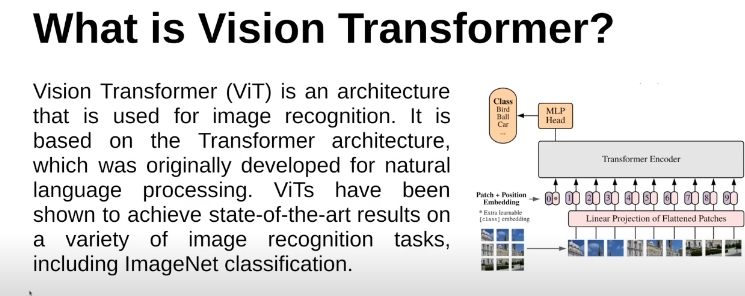 What is Vision Transformer?
Vision Transformer (ViT) is an architecture
that is used for image recognition. It is
based on the Transformer architecture,
which was originally developed for natural
language processing. ViTs have been
shown to achieve state-of-the-art results on
a variety of image recognition tasks,
including ImageNet classification.
Class
Bird
Ball
Car
...
MLP
Head
Transformer Encoder
Patch + Position
Embedding
* Extra learnable
[class] embedding
0 * 1 2 3 4 5 6 7 8 9
Linear Projection of Flattened Patches